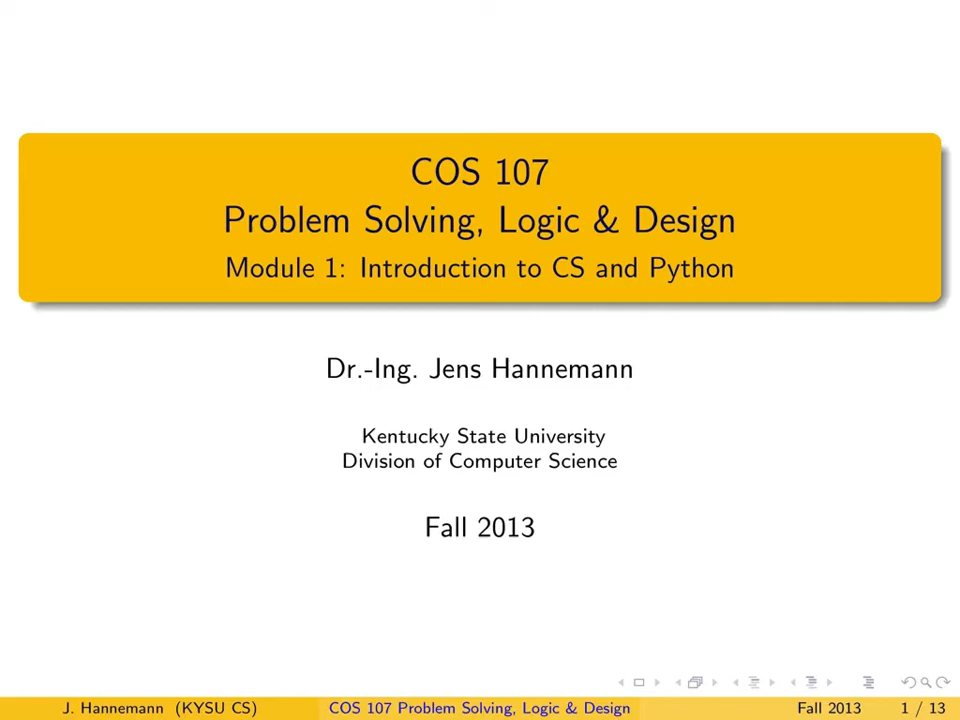 COS 107
Problem Solving, Logic & Design
Module 1: Introduction to CS and Python
Dr.-Ing. Jens Hannemann
Kentucky State University
Division of Computer Science
Fall 2013
J. Hannemann (KYSU CS) COS 107 Problem Solving, Logic & Design Fall 2013 1 / 13